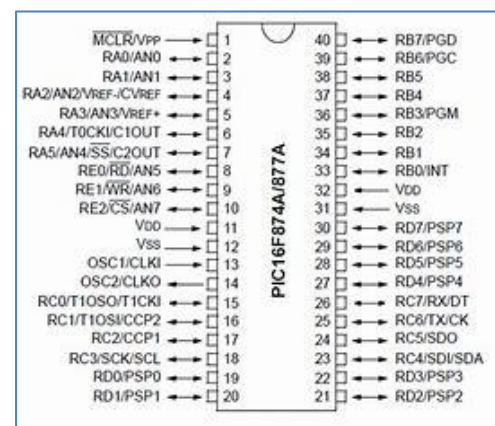 MCLR/VPP 1 40 RB7/PGD
RA0/AN0 2 39 RB6/PGC
RA1/AN1 3 38 RB5
RA2/AN2/VREF-/CVREF 4 37 RB4
RA3/AN3/VREF+ 5 36 RB3/PGM
RA4/T0CKI/C1OUT 6 35 RB2
RA5/AN4/SS/C2OUT 7 34 RB1
RE0/RD/AN5 8 33 RB0/INT
RE1/WR/AN6 9 32 VDD
RE2/CS/AN7 10 31 VSS
VDD 11 30 RD7/PSP7
VSS 12 29 RD6/PSP6
OSC1/CLKI 13 28 RD5/PSP5
OSC2/CLKO 14 27 RD4/PSP4
RC0/T1OSO/T1CKI 15 26 RC7/RX/DT
RC1/T1OSI/CCP2 16 25 RC6/TX/CK
RC2/CCP1 17 24 RC5/SDO
RC3/SCK/SCL 18 23 RC4/SDI/SDA
RD0/PSP0 19 22 RD3/PSP3
RD1/PSP1 20 21 RD2/PSP2
PIC16F874A/877A